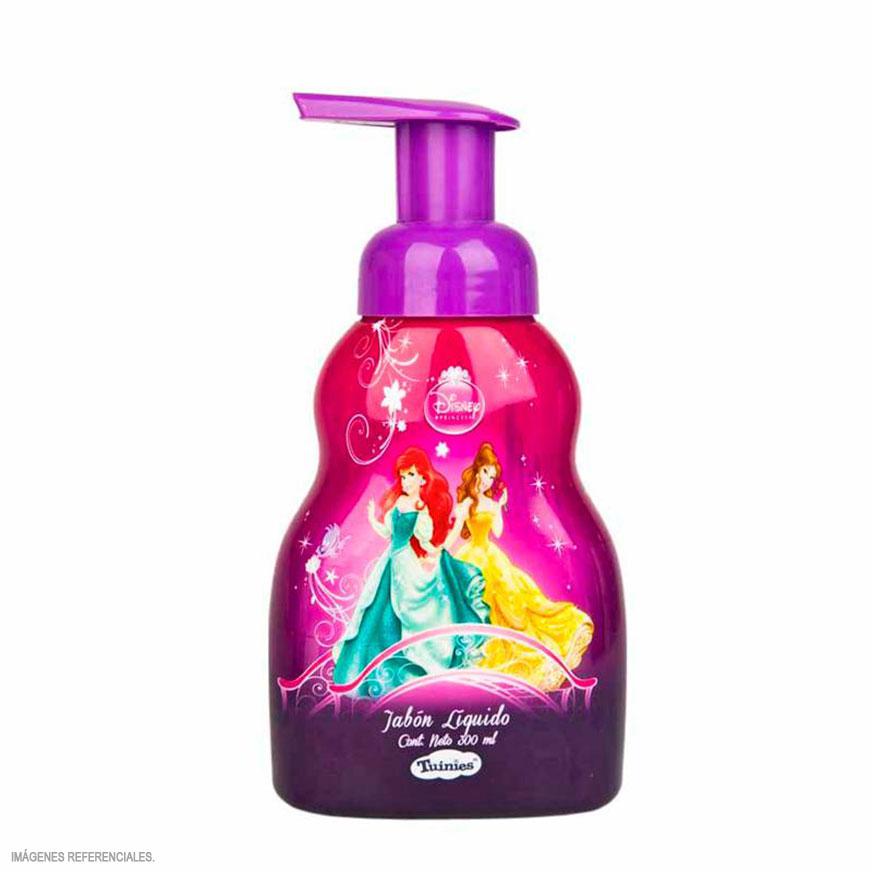 Disney
PRINCESS
Jabón Líquido
Cont. Neto 300 ml
Tuinies
IMÁGENES REFERENCIALES.